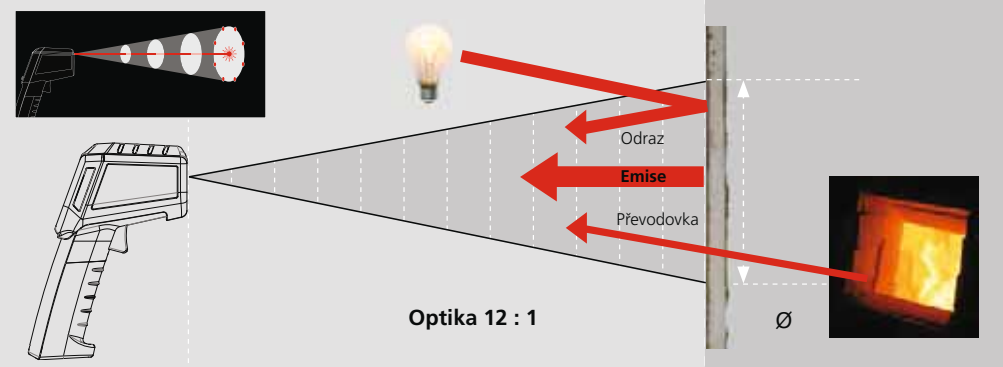 Odraz
Emise
Převodovka
Optika 12 : 1
Ø